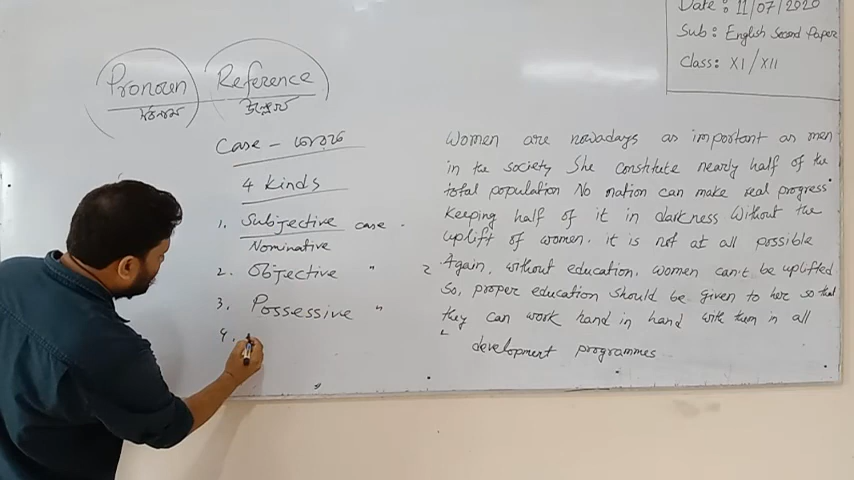 Date: 11/07/2020
Sub: English Second Paper
Class: XI/XII
Pronoun Reference
সর্বনাম
Case - কারক
4 Kinds
1. Subjective case
Nominative
2. Objective "
3. Possessive "
4.
Women are nowadays as important as men
in the society She constitute nearly half of the
total population No nation can make real progress
Keeping half of it in darkness Without the
uplift of women. it is not at all possible
Again, without education, women can't be uplifted
So, proper education should be given to her so that
they can work hand in hand with them in all
development programmes